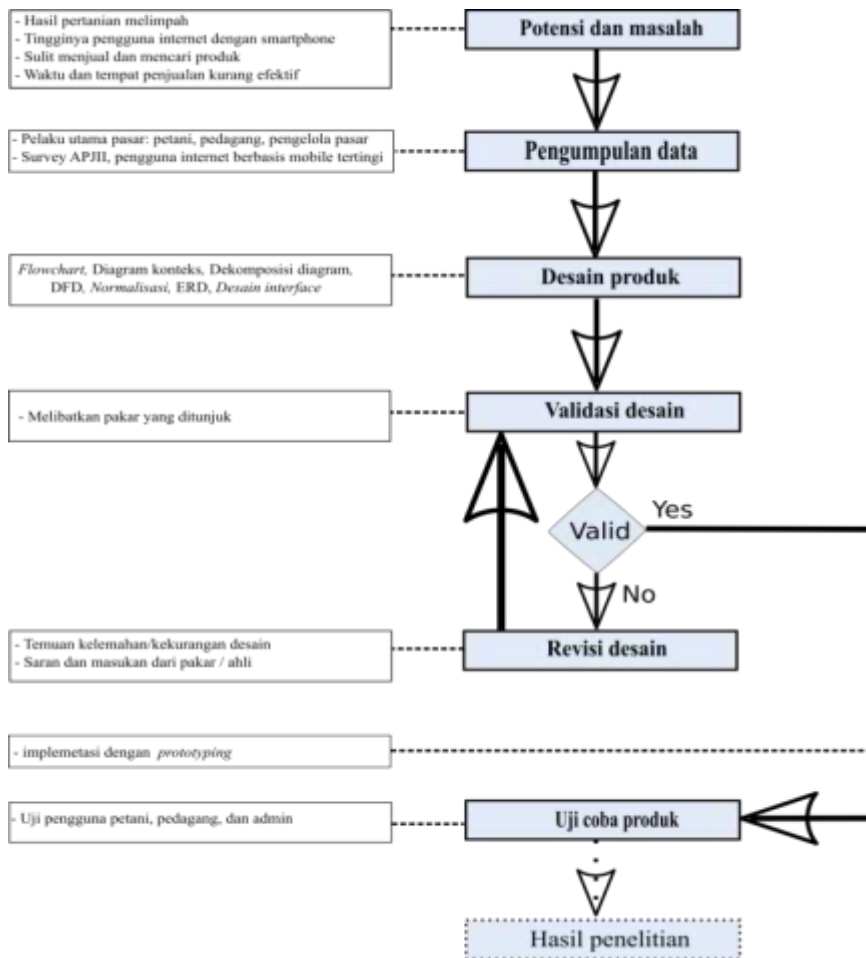 - Hasil pertanian melimpah
- Tingginya pengguna internet dengan smartphone
- Sulit menjual dan mencari produk
- Waktu dan tempat penjualan kurang efektif
Potensi dan masalah
- Pelaku utama pasar: petani, pedagang, pengelola pasar
- Survey APJII, pengguna internet berbasis mobile tertingi
Pengumpulan data
Flowchart, Diagram konteks, Dekomposisi diagram,
DFD, Normalisasi, ERD, Desain interface
Desain produk
- Melibatkan pakar yang ditunjuk
Validasi desain
Valid
Yes
No
- Temuan kelemahan/kekurangan desain
- Saran dan masukan dari pakar / ahli
Revisi desain
- implemetasi dengan prototyping
- Uji pengguna petani, pedagang, dan admin
Uji coba produk
Hasil penelitian